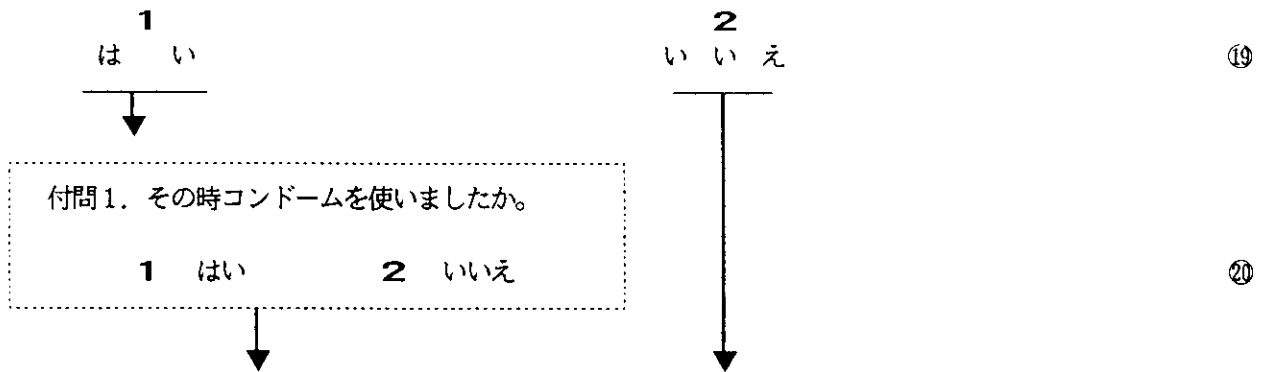 1 2
は い い い え ⑲
付問1．その時コンドームを使いましたか。
1 はい 2 いいえ ⑳